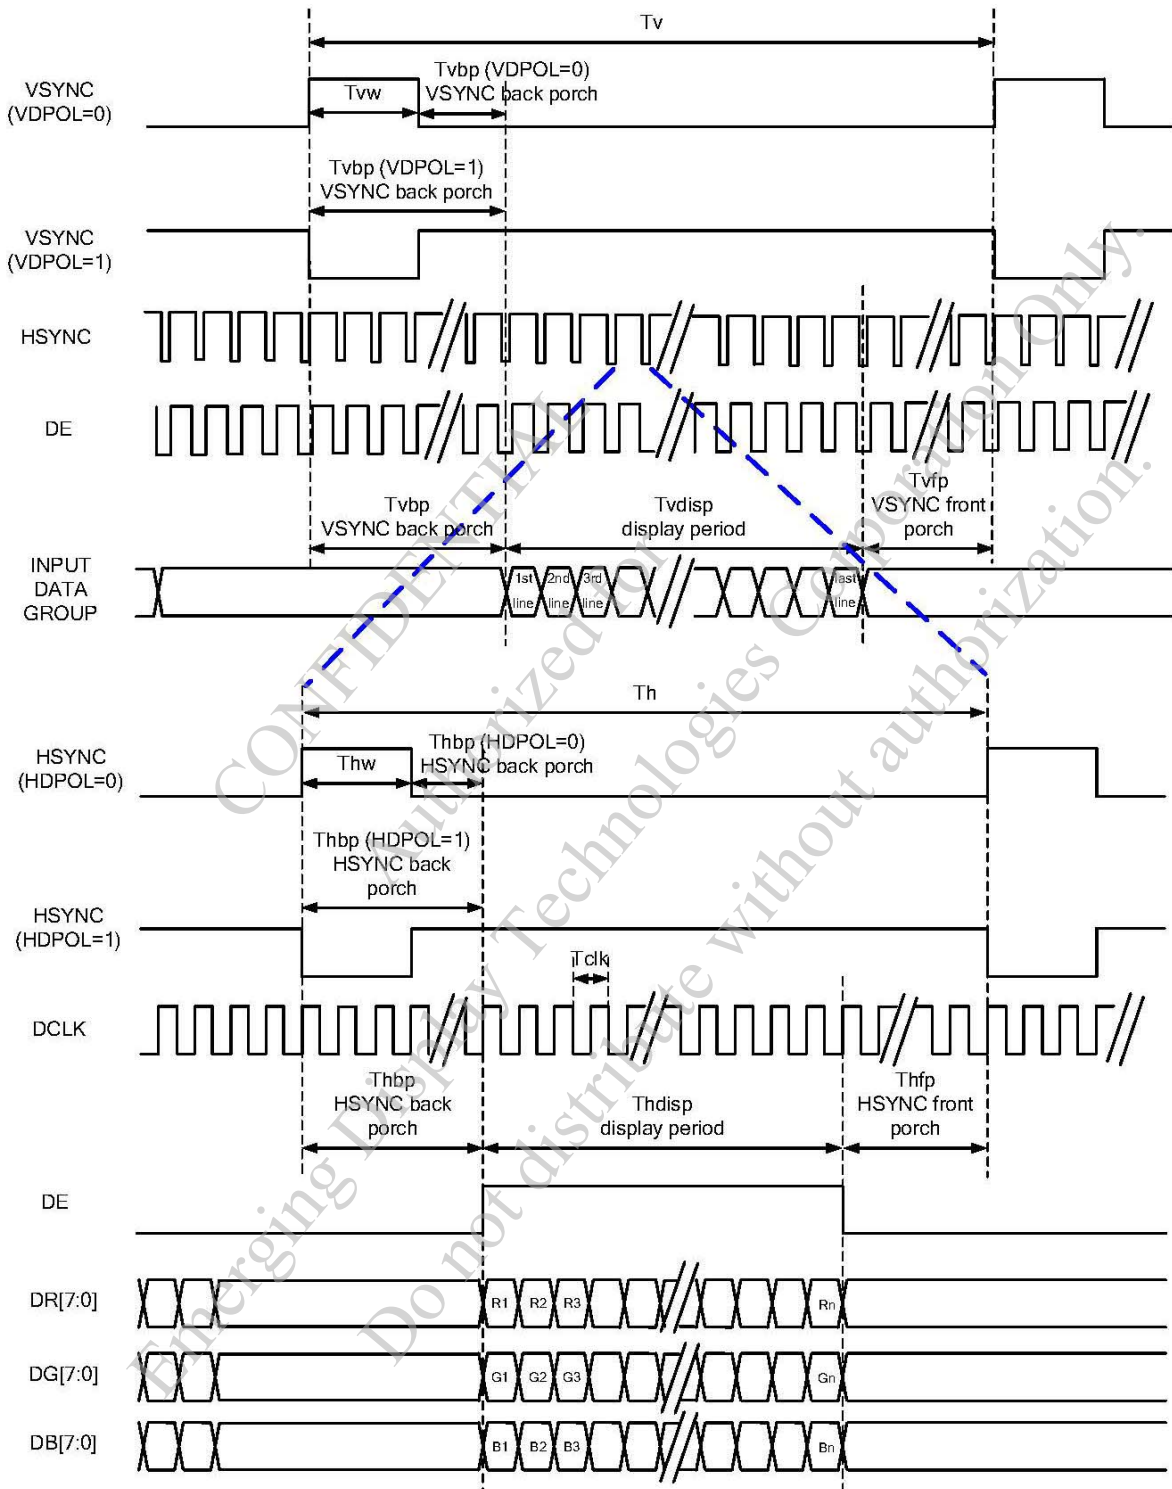 Tv
VSYNC
(VDPOL=0)
Tvw
Tvbp (VDPOL=0)
VSYNC back porch
Tvbp (VDPOL=1)
VSYNC back porch
VSYNC
(VDPOL=1)
HSYNC
DE
Tvbp
VSYNC back porch
Tvdisp
display period
Tvfp
VSYNC front
porch
INPUT
DATA
GROUP
1st
line
2nd
line
3rd
line
last
line
Th
HSYNC
(HDPOL=0)
Thw
Thbp (HDPOL=0)
HSYNC back porch
Thbp (HDPOL=1)
HSYNC back
porch
HSYNC
(HDPOL=1)
Tclk
DCLK
Thbp
HSYNC back
porch
Thdisp
display period
Thfp
HSYNC front
porch
DE
DR[7:0]
R1
R2
R3
Rn
DG[7:0]
G1
G2
G3
Gn
DB[7:0]
B1
B2
B3
Bn
CONFIDENTIAL
Authorized for
Emerging Display Technologies Corporation Only.
Do not distribute without authorization.